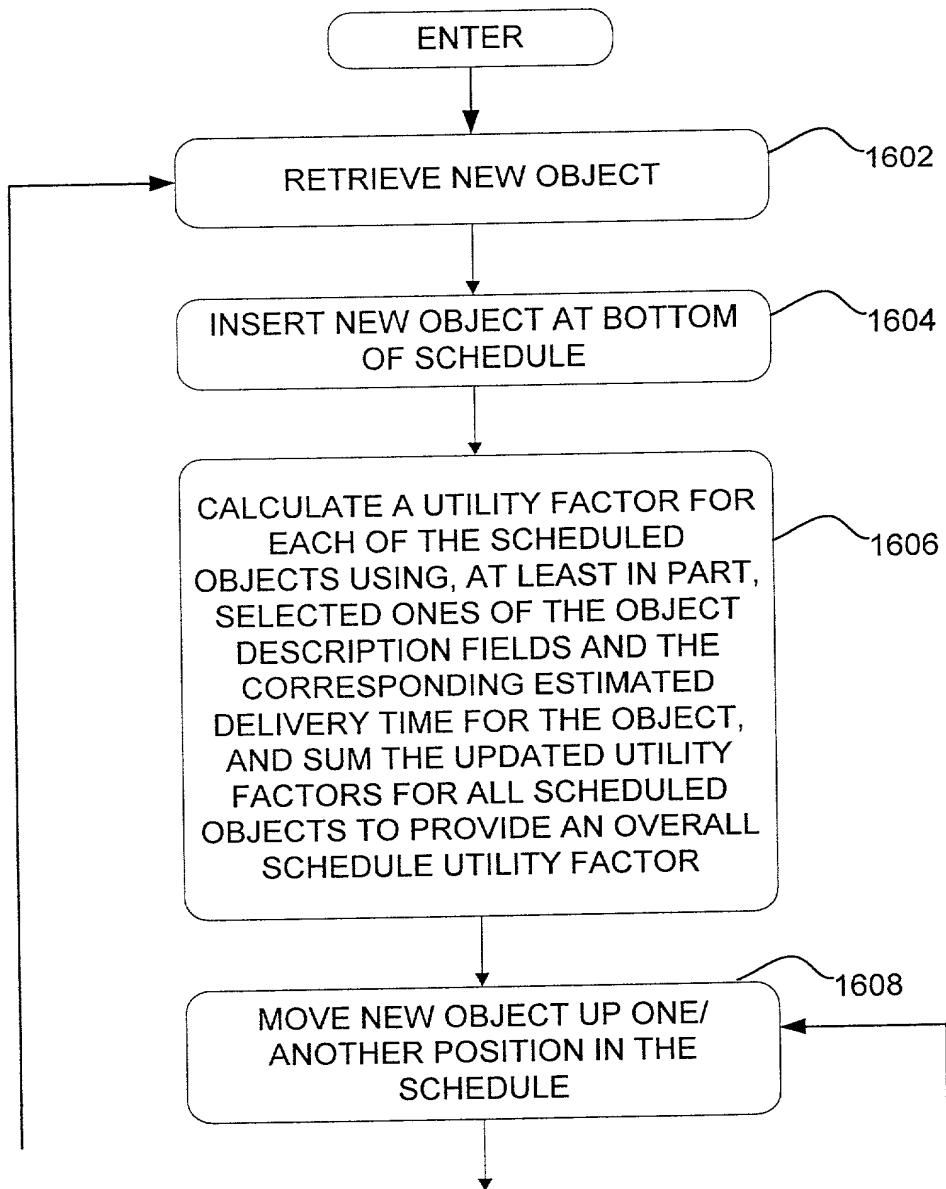 ENTER
RETRIEVE NEW OBJECT
1602
INSERT NEW OBJECT AT BOTTOM
OF SCHEDULE
1604
CALCULATE A UTILITY FACTOR FOR
EACH OF THE SCHEDULED
OBJECTS USING, AT LEAST IN PART,
SELECTED ONES OF THE OBJECT
DESCRIPTION FIELDS AND THE
CORRESPONDING ESTIMATED
DELIVERY TIME FOR THE OBJECT,
AND SUM THE UPDATED UTILITY
FACTORS FOR ALL SCHEDULED
OBJECTS TO PROVIDE AN OVERALL
SCHEDULE UTILITY FACTOR
1606
MOVE NEW OBJECT UP ONE/
ANOTHER POSITION IN THE
SCHEDULE
1608